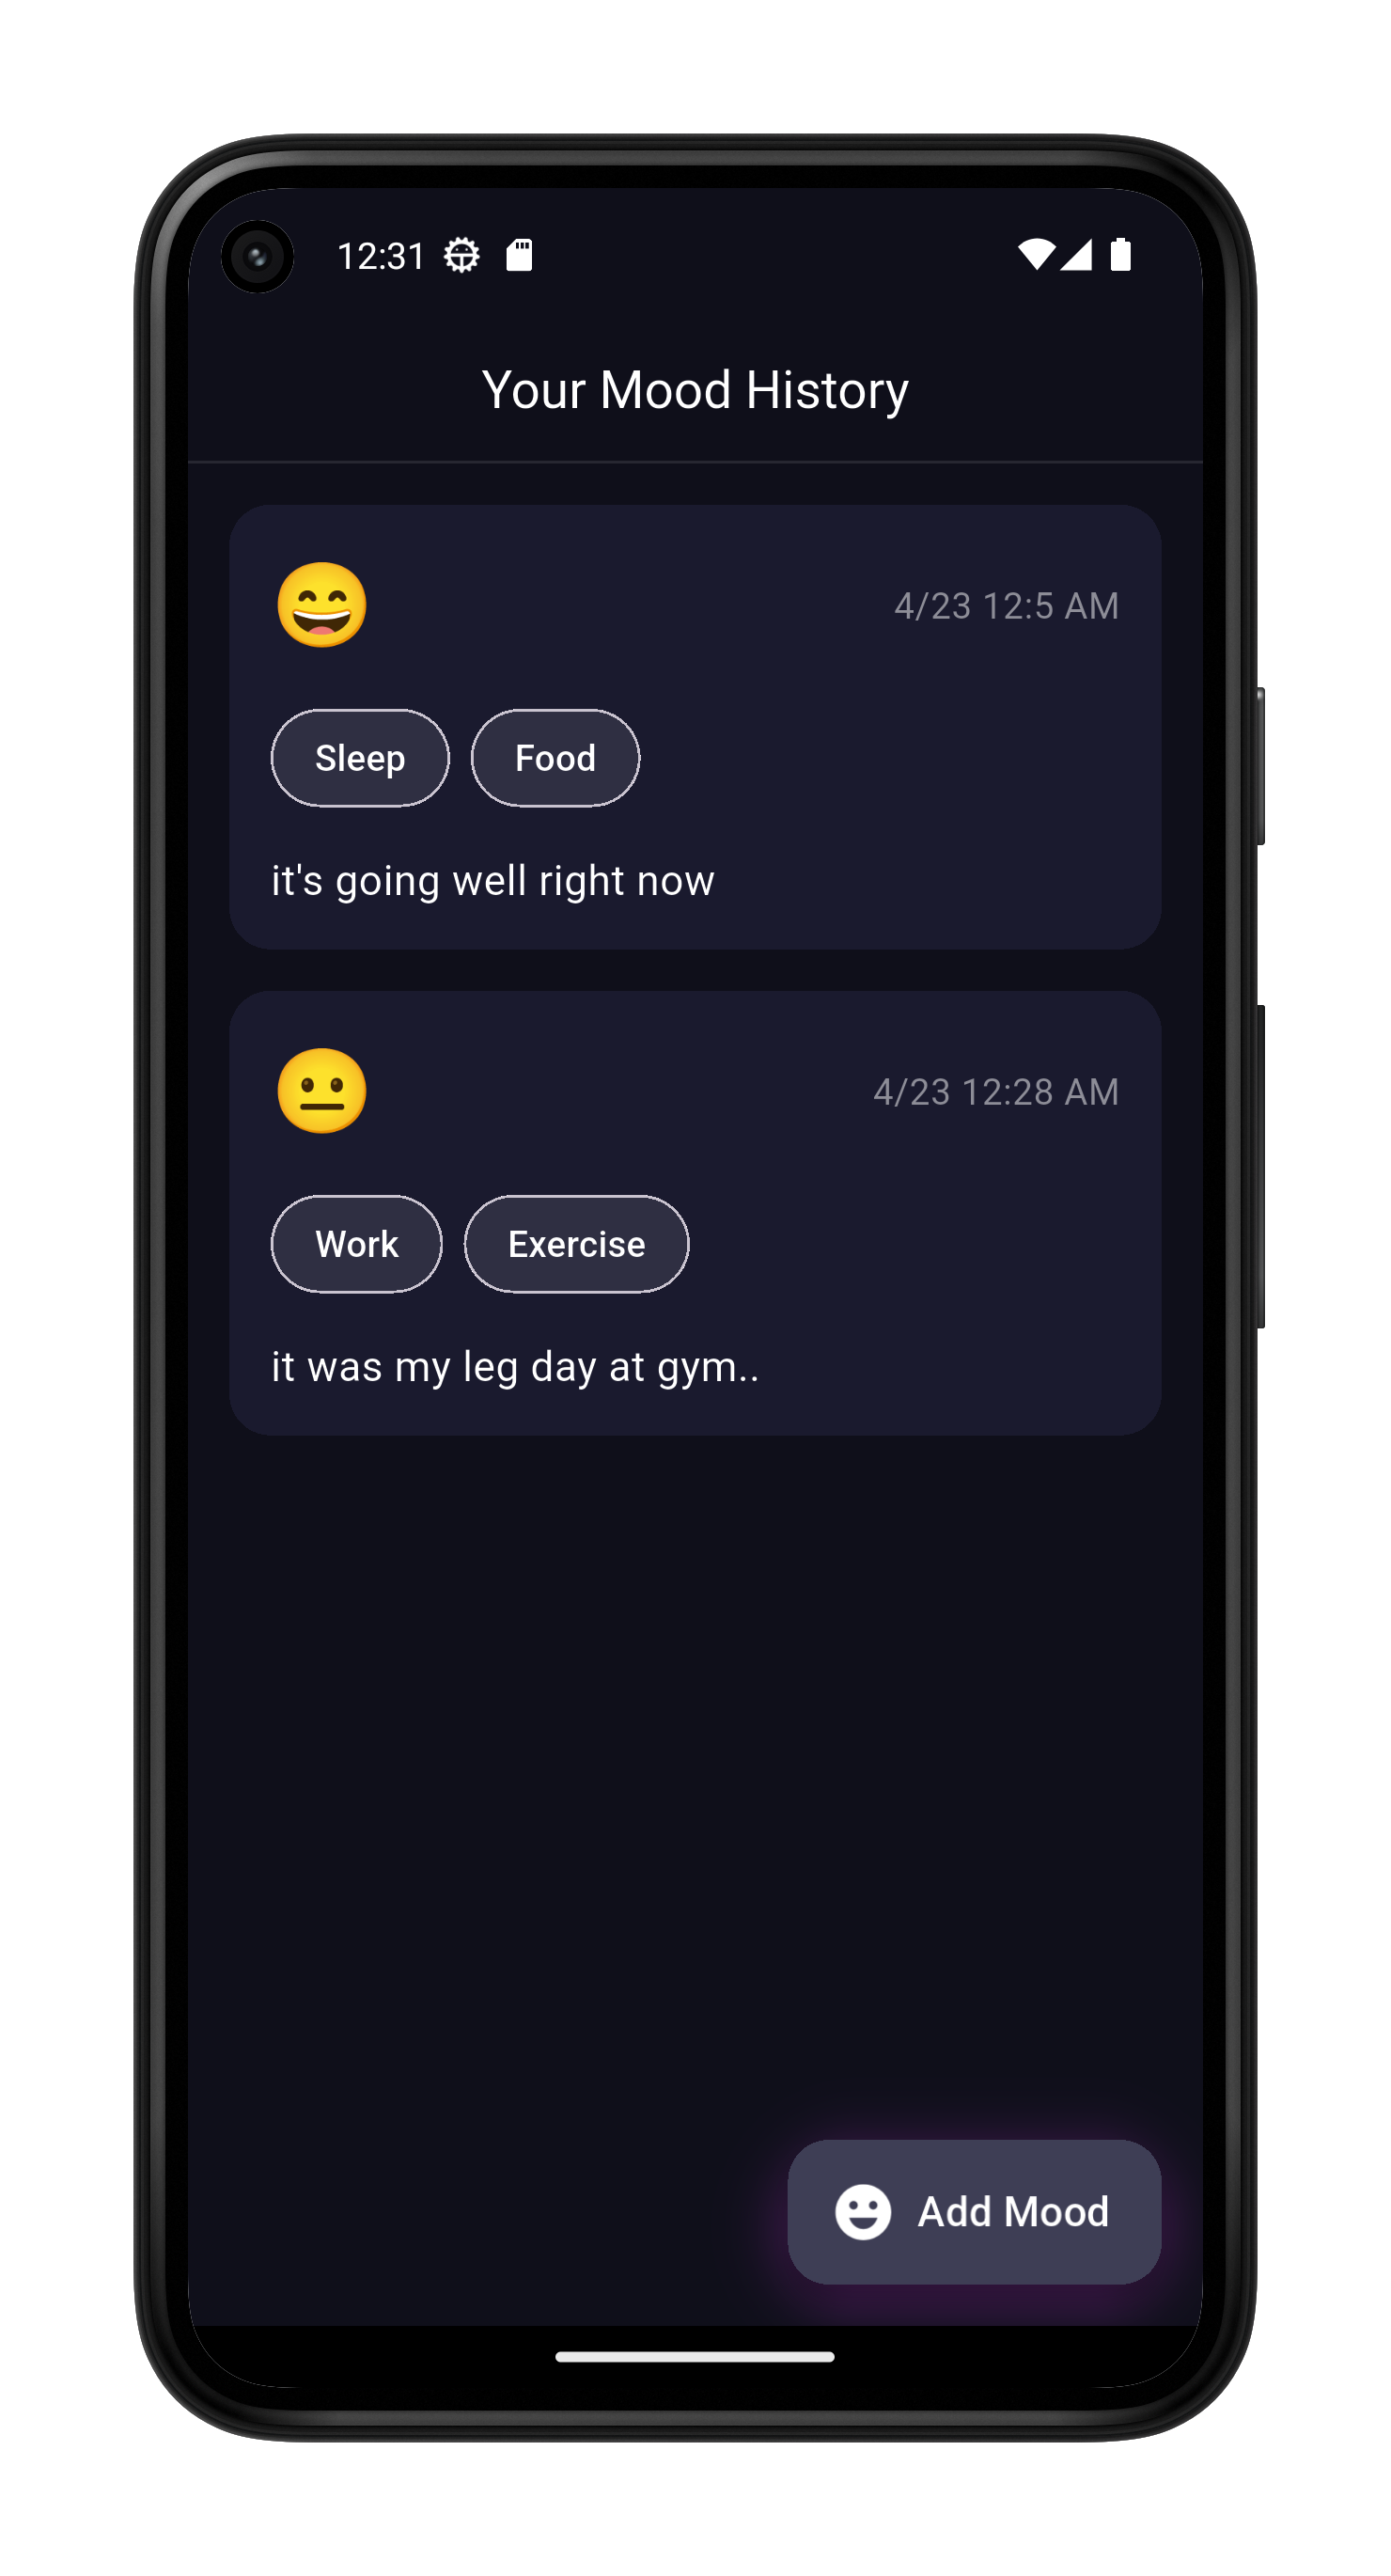 12:31
Your Mood History
4/23 12:5 AM
Sleep Food
it's going well right now
4/23 12:28 AM
Work Exercise
it was my leg day at gym..
Add Mood